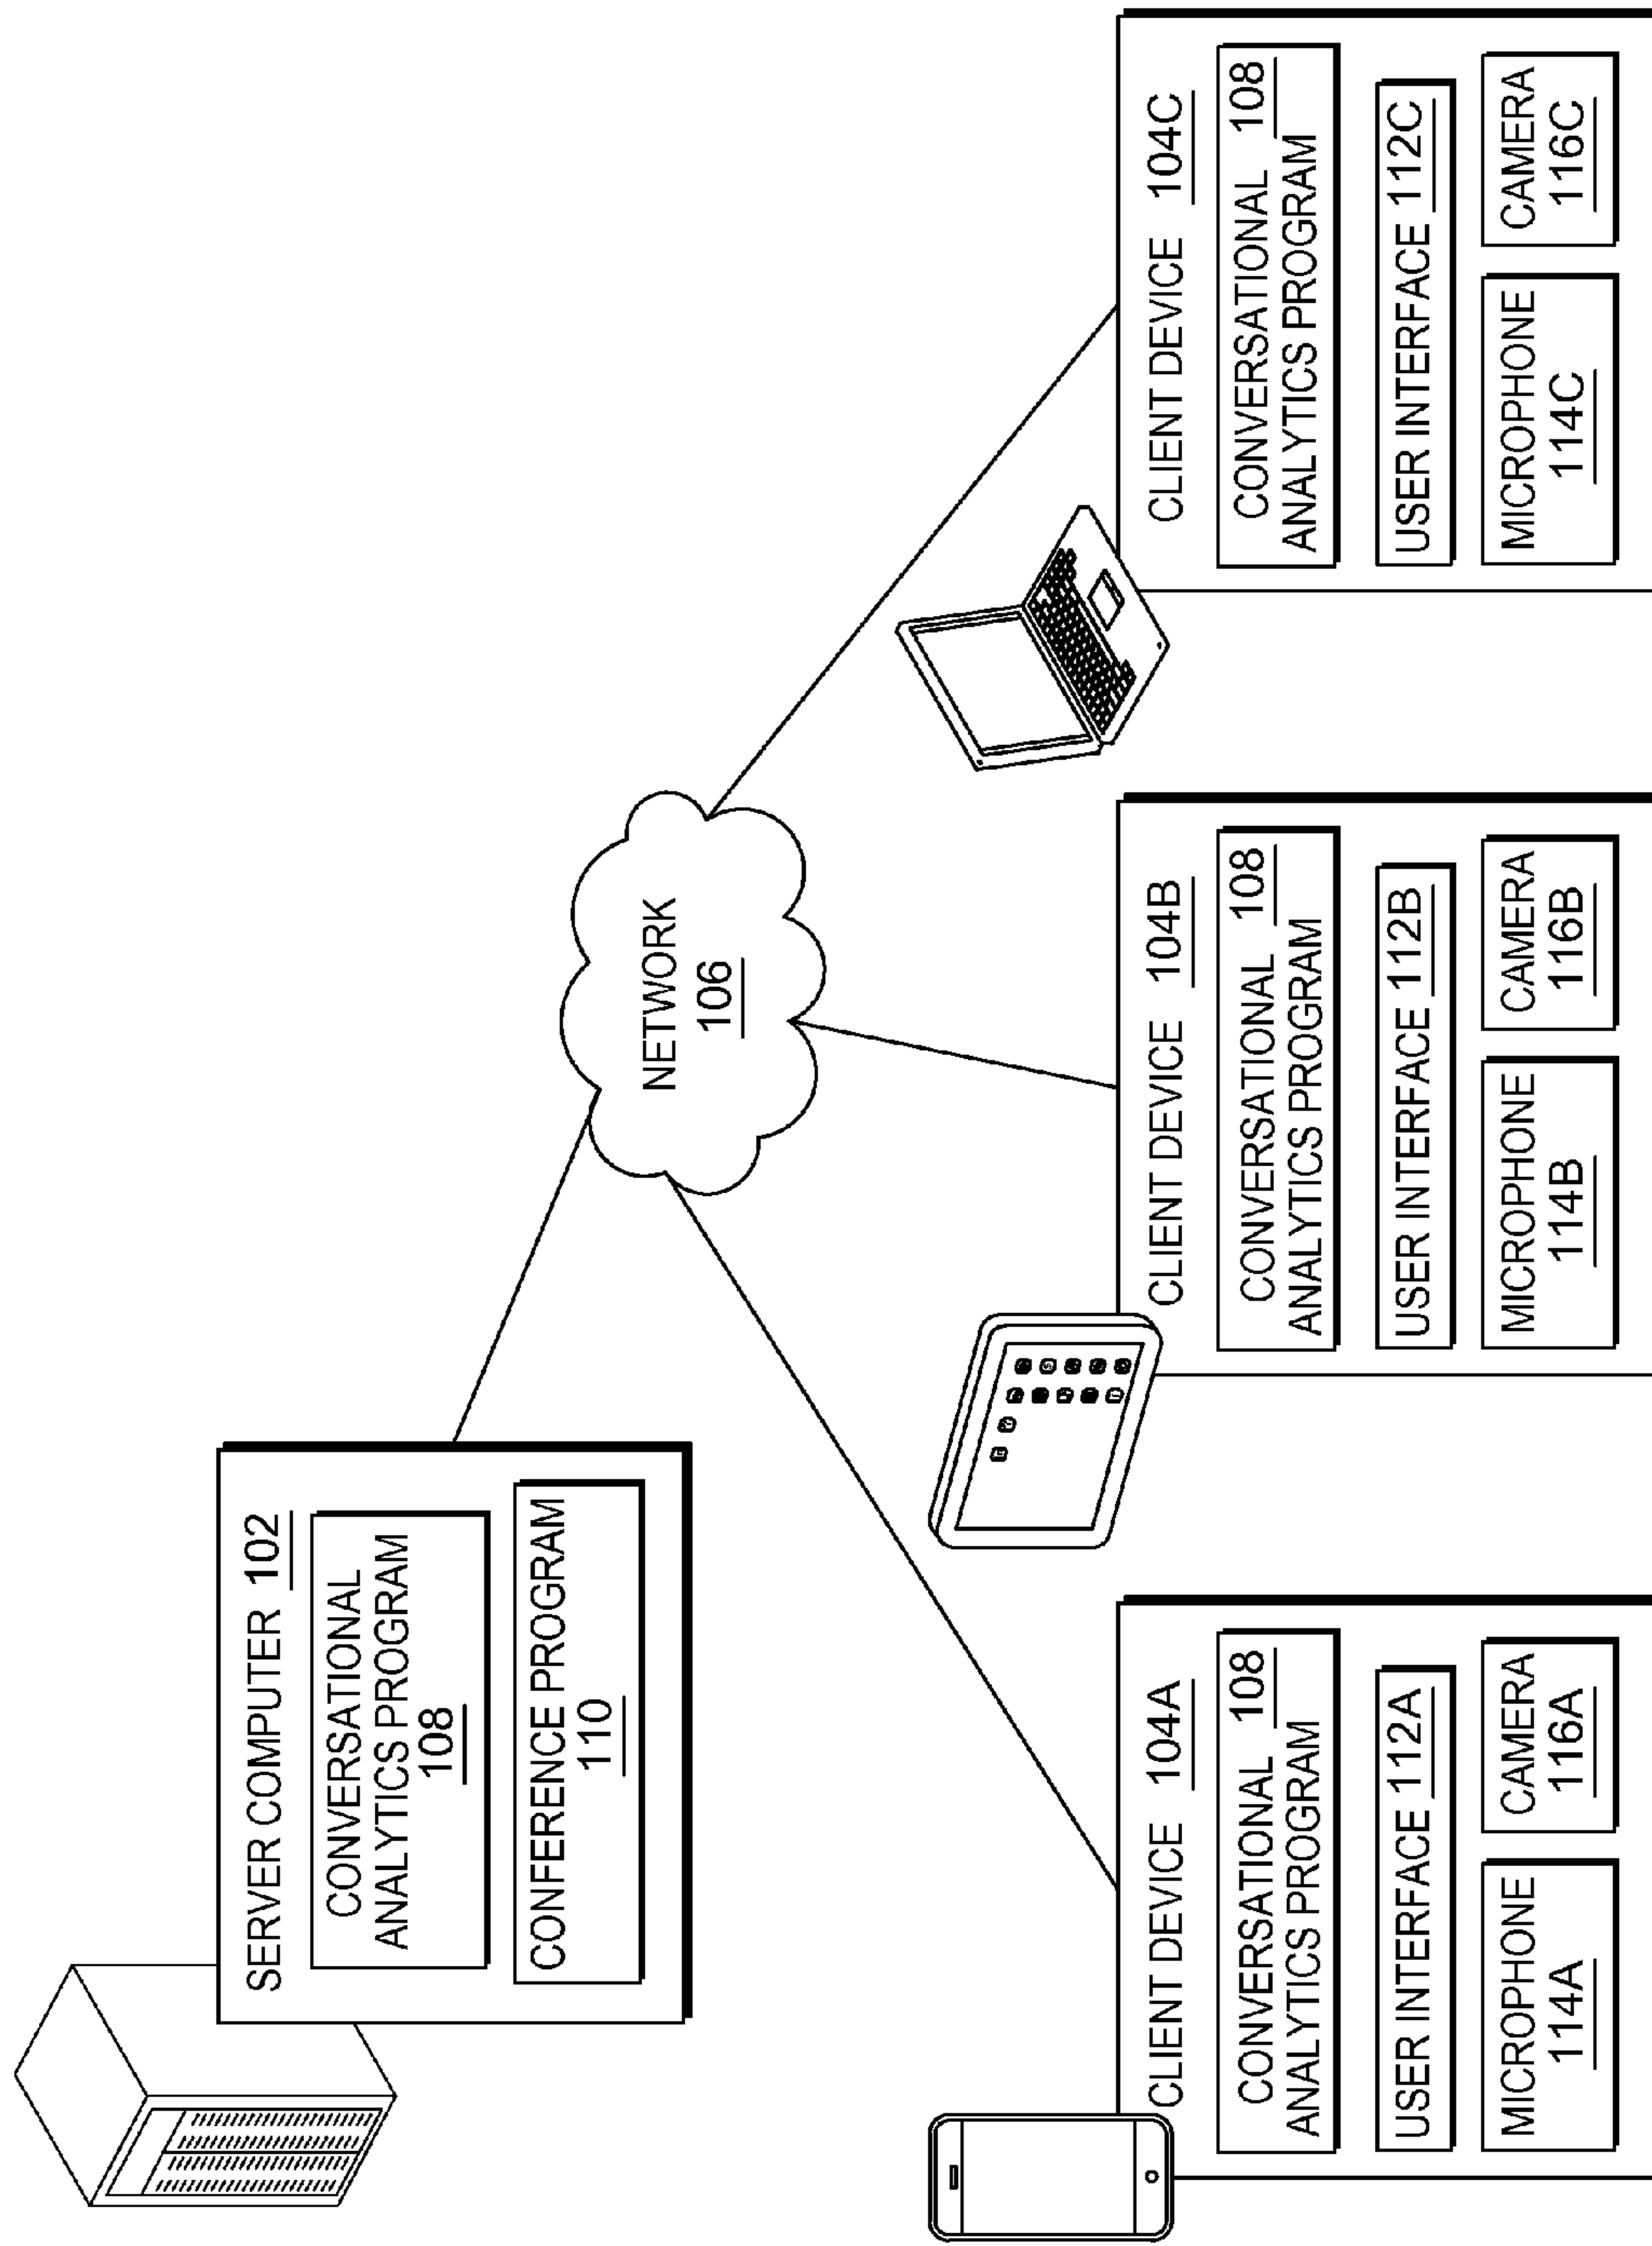 SERVER COMPUTER 102
CONVERSATIONAL
ANALYTICS PROGRAM
108
CONFERENCE PROGRAM
110
NETWORK
106
CLIENT DEVICE 104A
CONVERSATIONAL 108
ANALYTICS PROGRAM
USER INTERFACE 112A
MICROPHONE
114A
CAMERA
116A
CLIENT DEVICE 104B
CONVERSATIONAL 108
ANALYTICS PROGRAM
USER INTERFACE 112B
MICROPHONE
114B
CAMERA
116B
CLIENT DEVICE 104C
CONVERSATIONAL 108
ANALYTICS PROGRAM
USER INTERFACE 112C
MICROPHONE
114C
CAMERA
116C